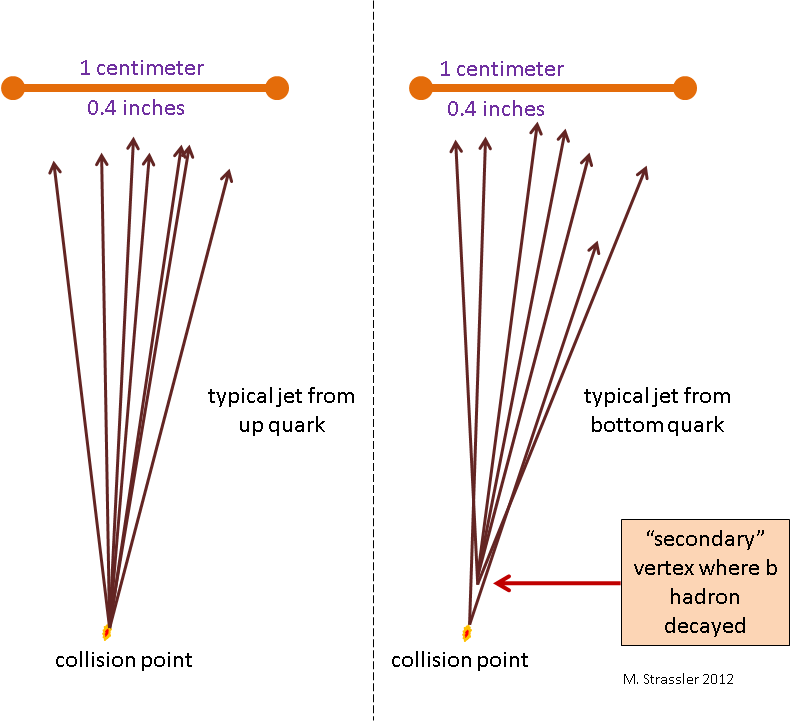 1 centimeter
0.4 inches
typical jet from
up quark
collision point
1 centimeter
0.4 inches
typical jet from
bottom quark
“secondary”
vertex where b
hadron
decayed
collision point
M. Strassler 2012